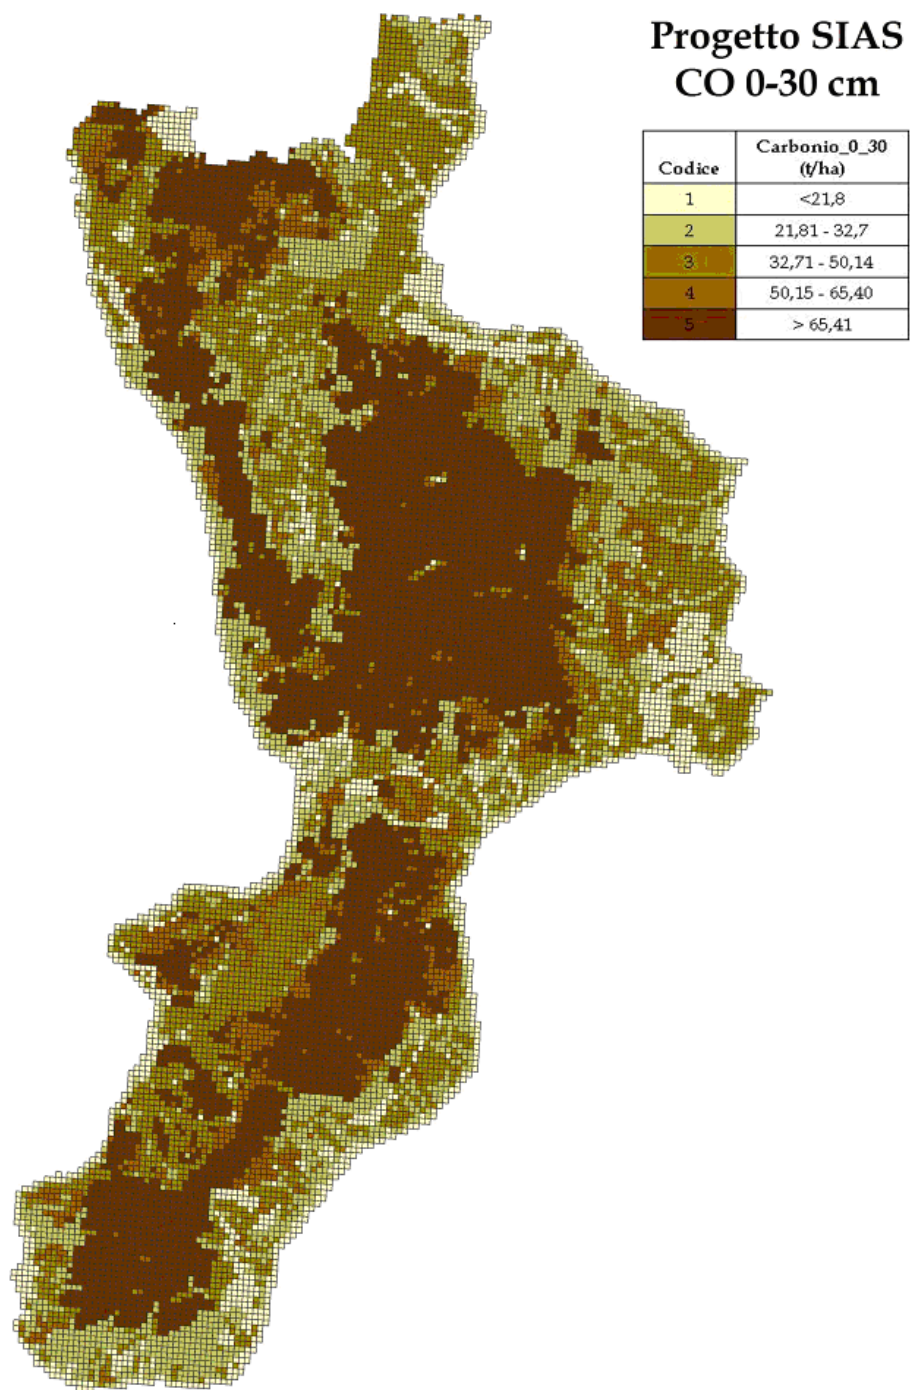 Progetto SIAS
CO 0-30 cm
Codice Carbonio_0_30 (t/ha)
1 <21,8
2 21,81 - 32,7
3 32,71 - 50,14
4 50,15 - 65,40
5 > 65,41